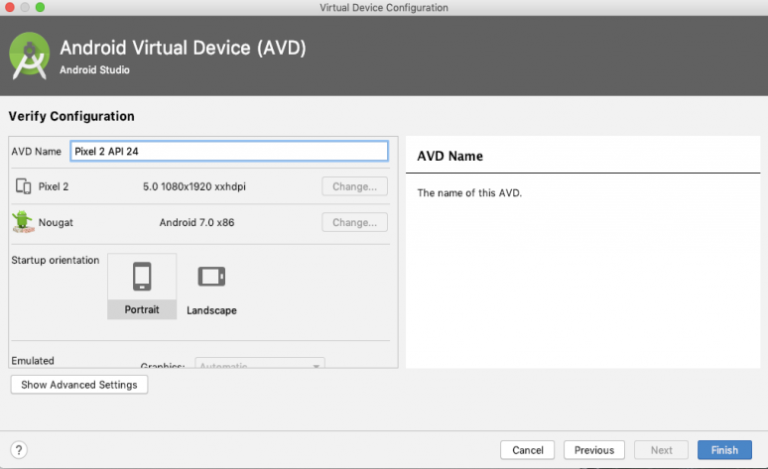 Virtual Device Configuration
Android Virtual Device (AVD)
Android Studio
Verify Configuration
AVD Name Pixel 2 API 24
Pixel 2 5.0 1080x1920 xxhdpi Change...
Nougat Android 7.0 x86 Change...
Startup orientation
Portrait Landscape
Emulated Graphics: Automatic
Show Advanced Settings
AVD Name
The name of this AVD.
? Cancel Previous Next Finish